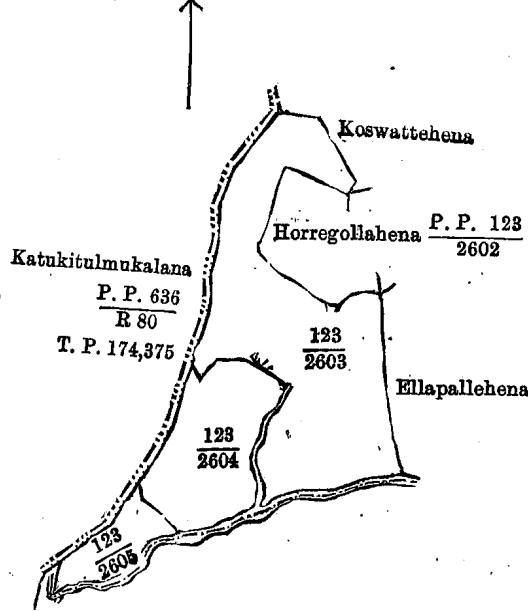 Koswattehena
Horregollahena P. P. 123
2602
Katukitulmukalana
P. P. 636
R 80
T. P. 174,375
123
2603
Ellapallehena
123
2604
123
2605